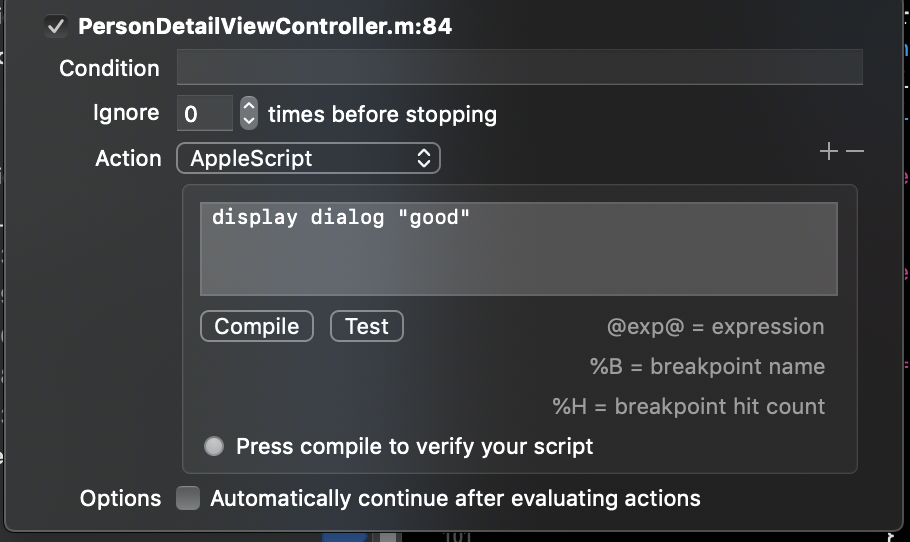 PersonDetailViewController.m:84
Condition
Ignore 0 times before stopping
Action AppleScript
display dialog "good"
Compile Test @exp@ = expression
%B = breakpoint name
%H = breakpoint hit count
Press compile to verify your script
Options Automatically continue after evaluating actions